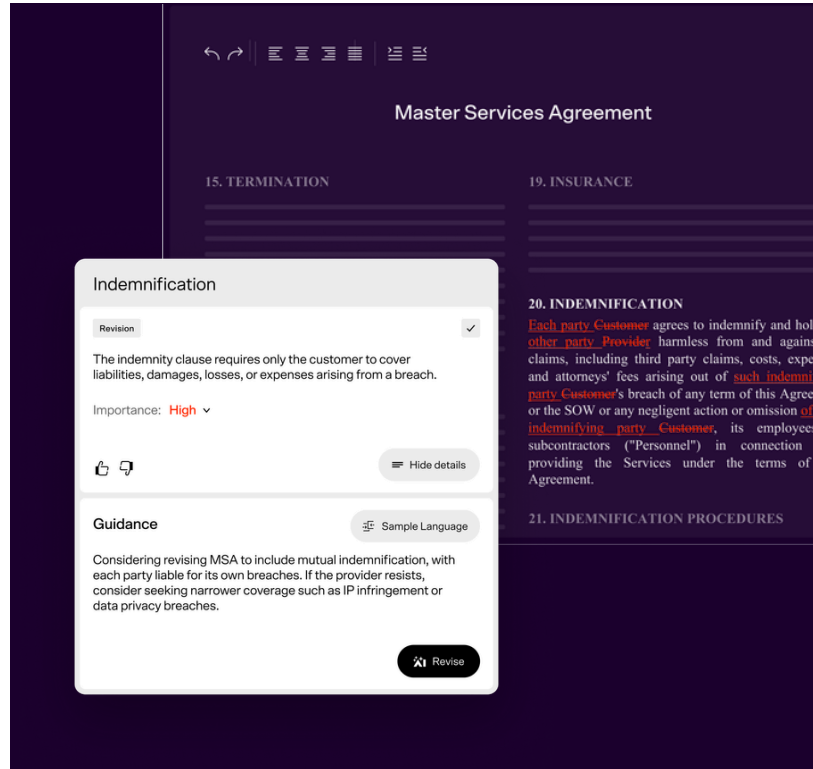 Master Services Agreement
15. TERMINATION
19. INSURANCE
20. INDEMNIFICATION
Each party Customer agrees to indemnify and hol
other party Provider harmless from and agains
claims, including third party claims, costs, expe
and attorneys' fees arising out of such indemni
party Customer's breach of any term of this Agree
or the SOW or any negligent action or omission of
indemnifying party Customer, its employees
subcontractors ("Personnel") in connection
providing the Services under the terms of
Agreement.
21. INDEMNIFICATION PROCEDURES
Indemnification
Revision
The indemnity clause requires only the customer to cover
liabilities, damages, losses, or expenses arising from a breach.
Importance: High
Hide details
Guidance
Sample Language
Considering revising MSA to include mutual indemnification, with
each party liable for its own breaches. If the provider resists,
consider seeking narrower coverage such as IP infringement or
data privacy breaches.
Revise